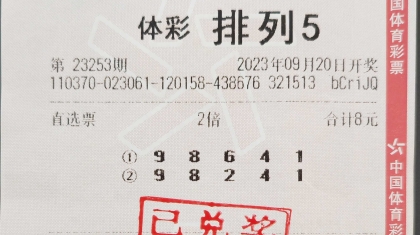 体彩 排列5
第 23253期 2023年09月20日开奖
110370-023061-120158-438676 321513 bCriJQ
直选票 2倍 合计8元
① 9 8 6 4 1
② 9 8 2 4 1
已兑奖
国体育彩票
中国体育彩